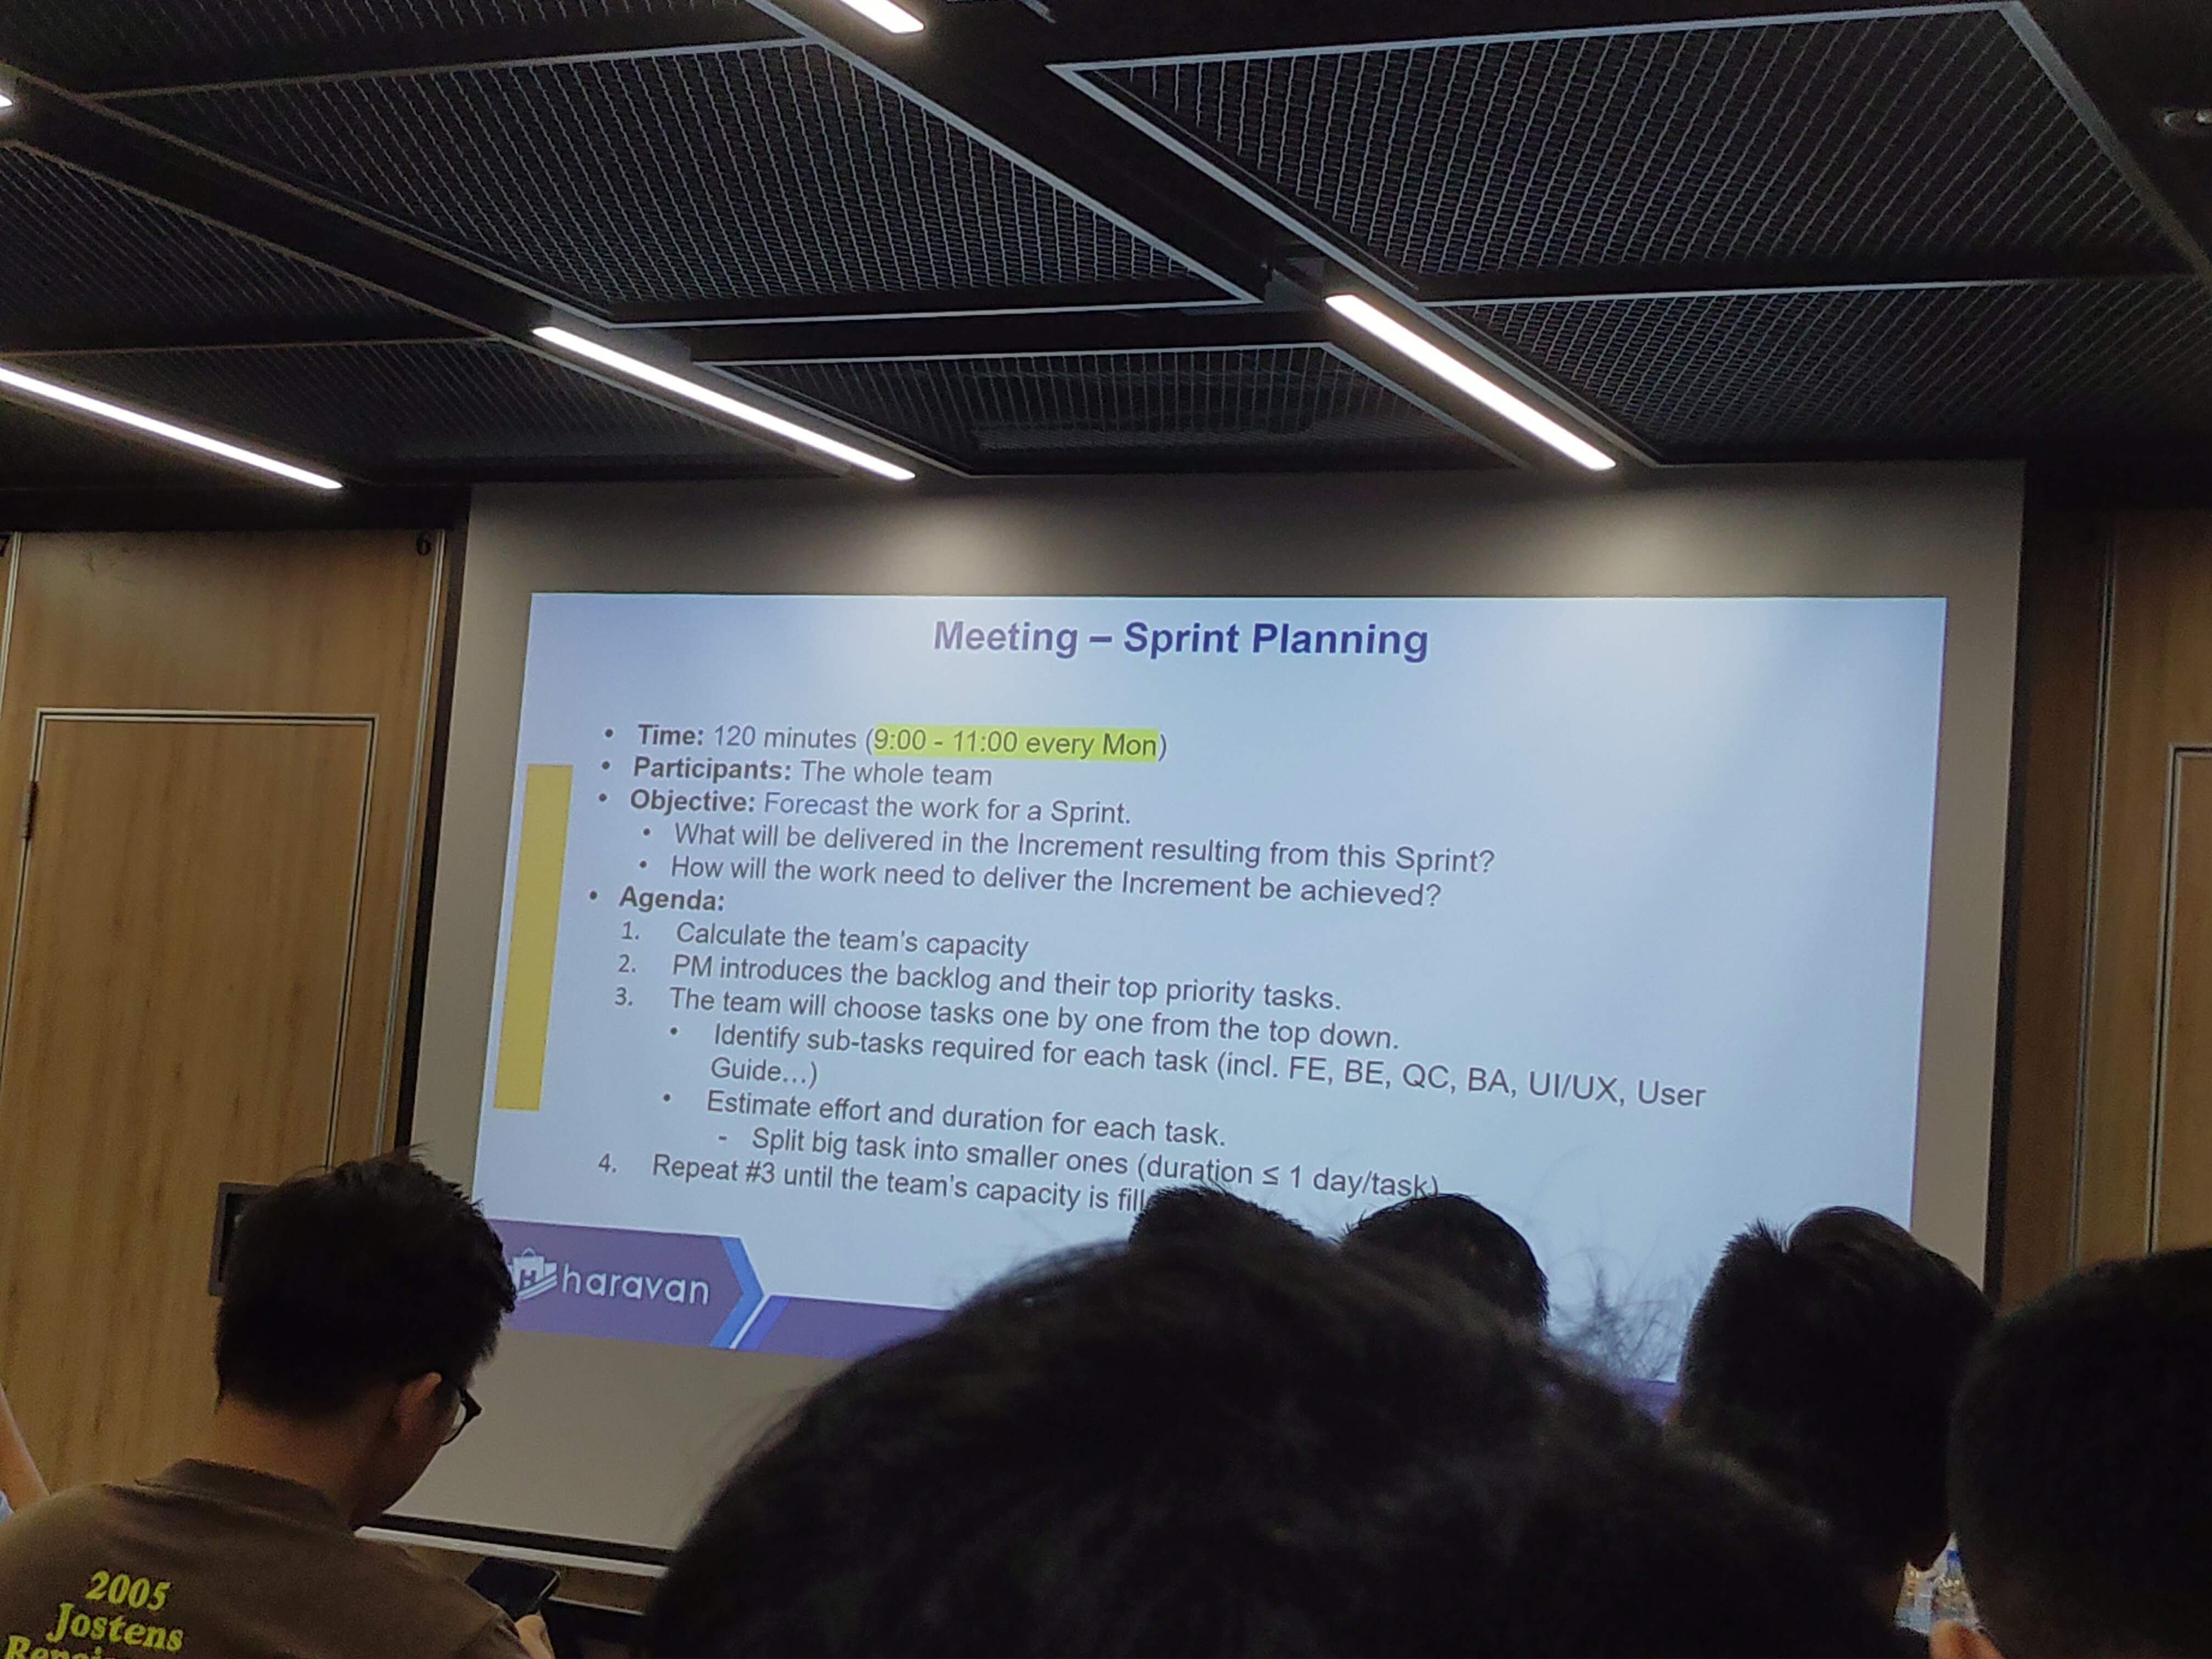 6
Meeting – Sprint Planning
• Time: 120 minutes (9:00 - 11:00 every Mon)
• Participants: The whole team
• Objective: Forecast the work for a Sprint.
• What will be delivered in the Increment resulting from this Sprint?
• How will the work need to deliver the Increment be achieved?
• Agenda:
1. Calculate the team's capacity
2. PM introduces the backlog and their top priority tasks.
3. The team will choose tasks one by one from the top down.
• Identify sub-tasks required for each task (incl. FE, BE, QC, BA, UI/UX, User
Guide...)
• Estimate effort and duration for each task.
- Split big task into smaller ones (duration ≤ 1 day/task)
4. Repeat #3 until the team's capacity is
haravan
2005
Jostens